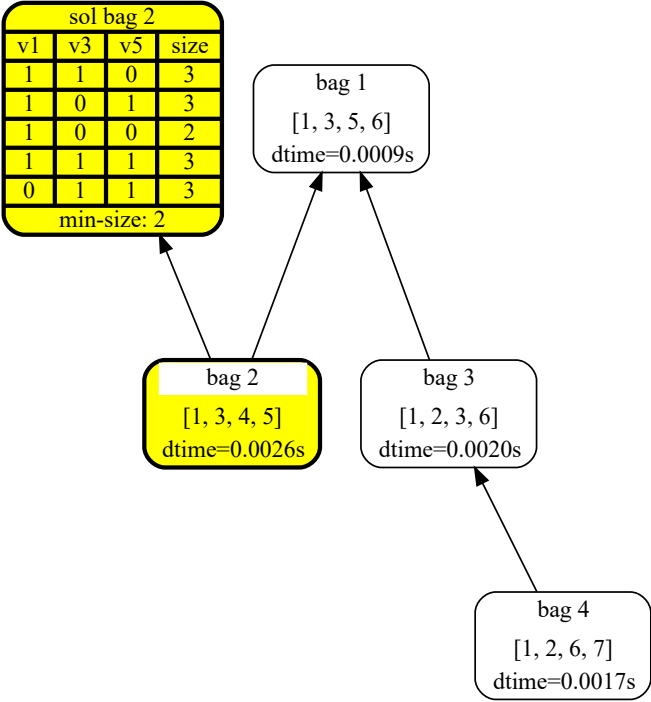 sol bag 2
v1 v3 v5 size
1 1 0 3
1 0 1 3
1 0 0 2
1 1 1 3
0 1 1 3
min-size: 2
bag 1
[1, 3, 5, 6]
dtime=0.0009s
bag 2
[1, 3, 4, 5]
dtime=0.0026s
bag 3
[1, 2, 3, 6]
dtime=0.0020s
bag 4
[1, 2, 6, 7]
dtime=0.0017s